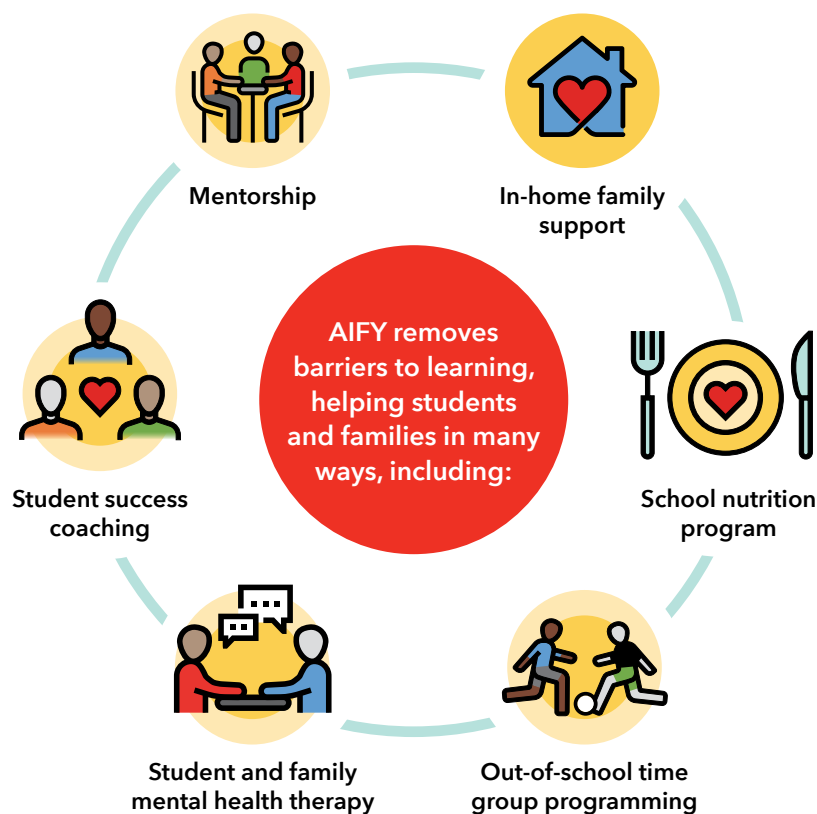 Mentorship
In-home family
support
AIFY removes
barriers to learning,
helping students
and families in many
ways, including:
Student success
coaching
School nutrition
program
Student and family
mental health therapy
Out-of-school time
group programming